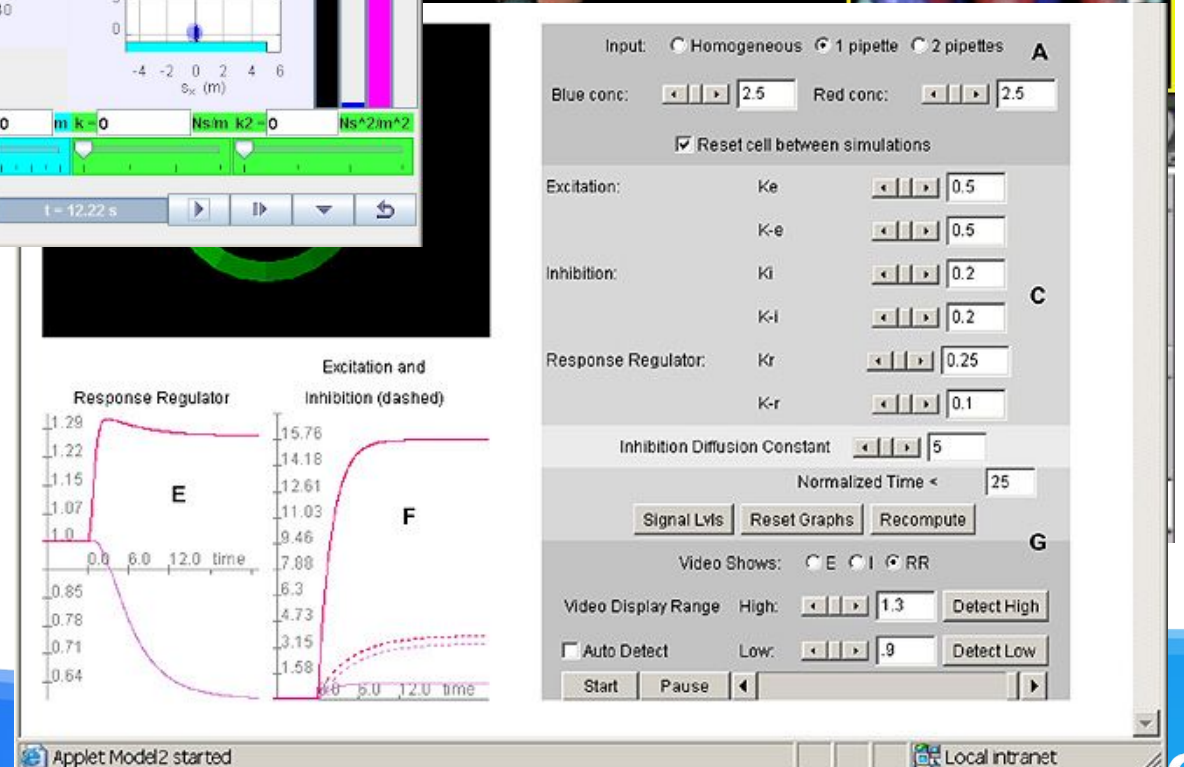 0
-4 -2 0 2 4 6
s_x (m)
m k = 0 Ns/m k2 = 0 Ns^2/m^2
t = 12.22 s
Input: Homogeneous 1 pipette 2 pipettes A
Blue conc: 2.5 Red conc: 2.5
Reset cell between simulations
Excitation: Ke 0.5
K-e 0.5
Inhibition: Ki 0.2
C
K-i 0.2
Response Regulator: Kr 0.25
K-r 0.1
Inhibition Diffusion Constant 5
Normalized Time < 25
Signal Lvls Reset Graphs Recompute
G
Video Shows: E I RR
Video Display Range High: 1.3 Detect High
Auto Detect Low: .9 Detect Low
Start Pause
Response Regulator
1.29
1.22
1.15
E
1.07
1.0
0.0 6.0 12.0 time
0.85
0.78
0.71
0.64
Excitation and
Inhibition (dashed)
15.76
14.18
12.61
11.03
F
9.46
7.88
6.3
4.73
3.15
1.58
6.0 12.0 time
Applet Model2 started
Local intranet